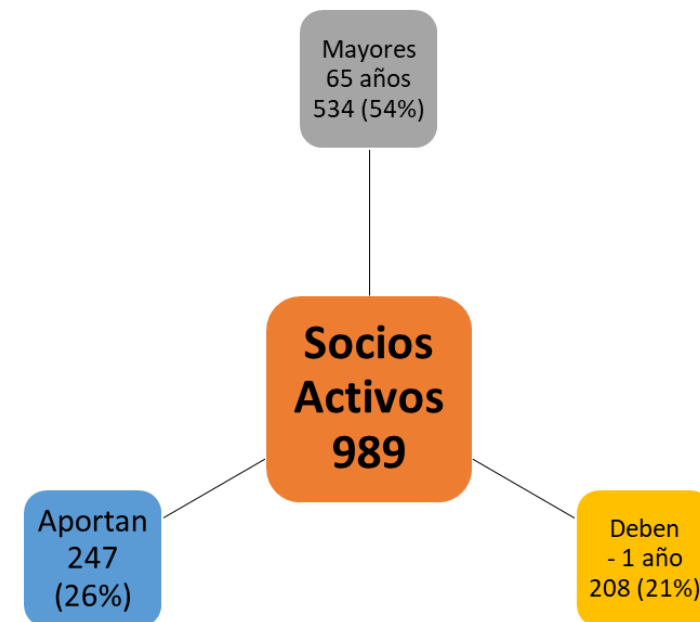 Mayores
65 años
534 (54%)
Socios
Activos
989
Aportan
247
(26%)
Deben
- 1 año
208 (21%)